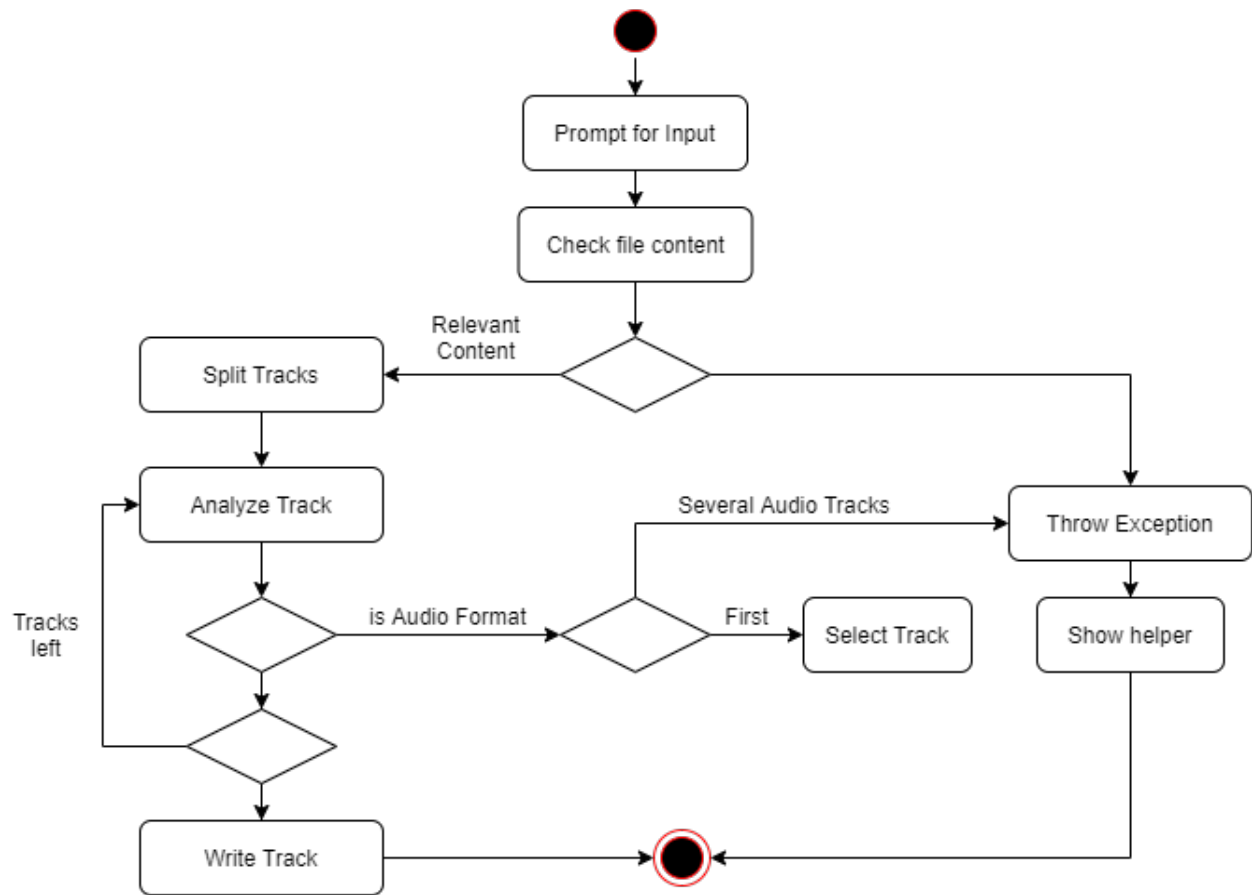 Prompt for Input
Check file content
Relevant
Content
Split Tracks
Analyze Track
Several Audio Tracks
Throw Exception
Tracks
left
is Audio Format
First
Select Track
Show helper
Write Track